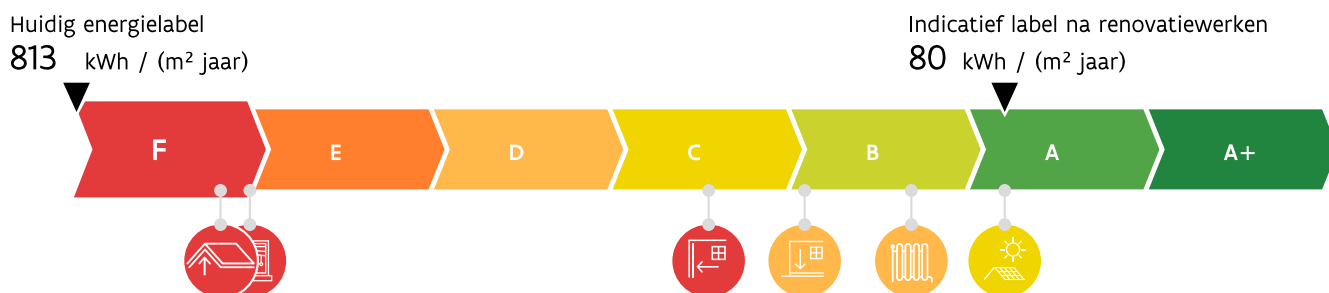 Huidig energielabel
813 kWh / (m² jaar)
Indicatief label na renovatiewerken
80 kWh / (m² jaar)
F E D C B A A+